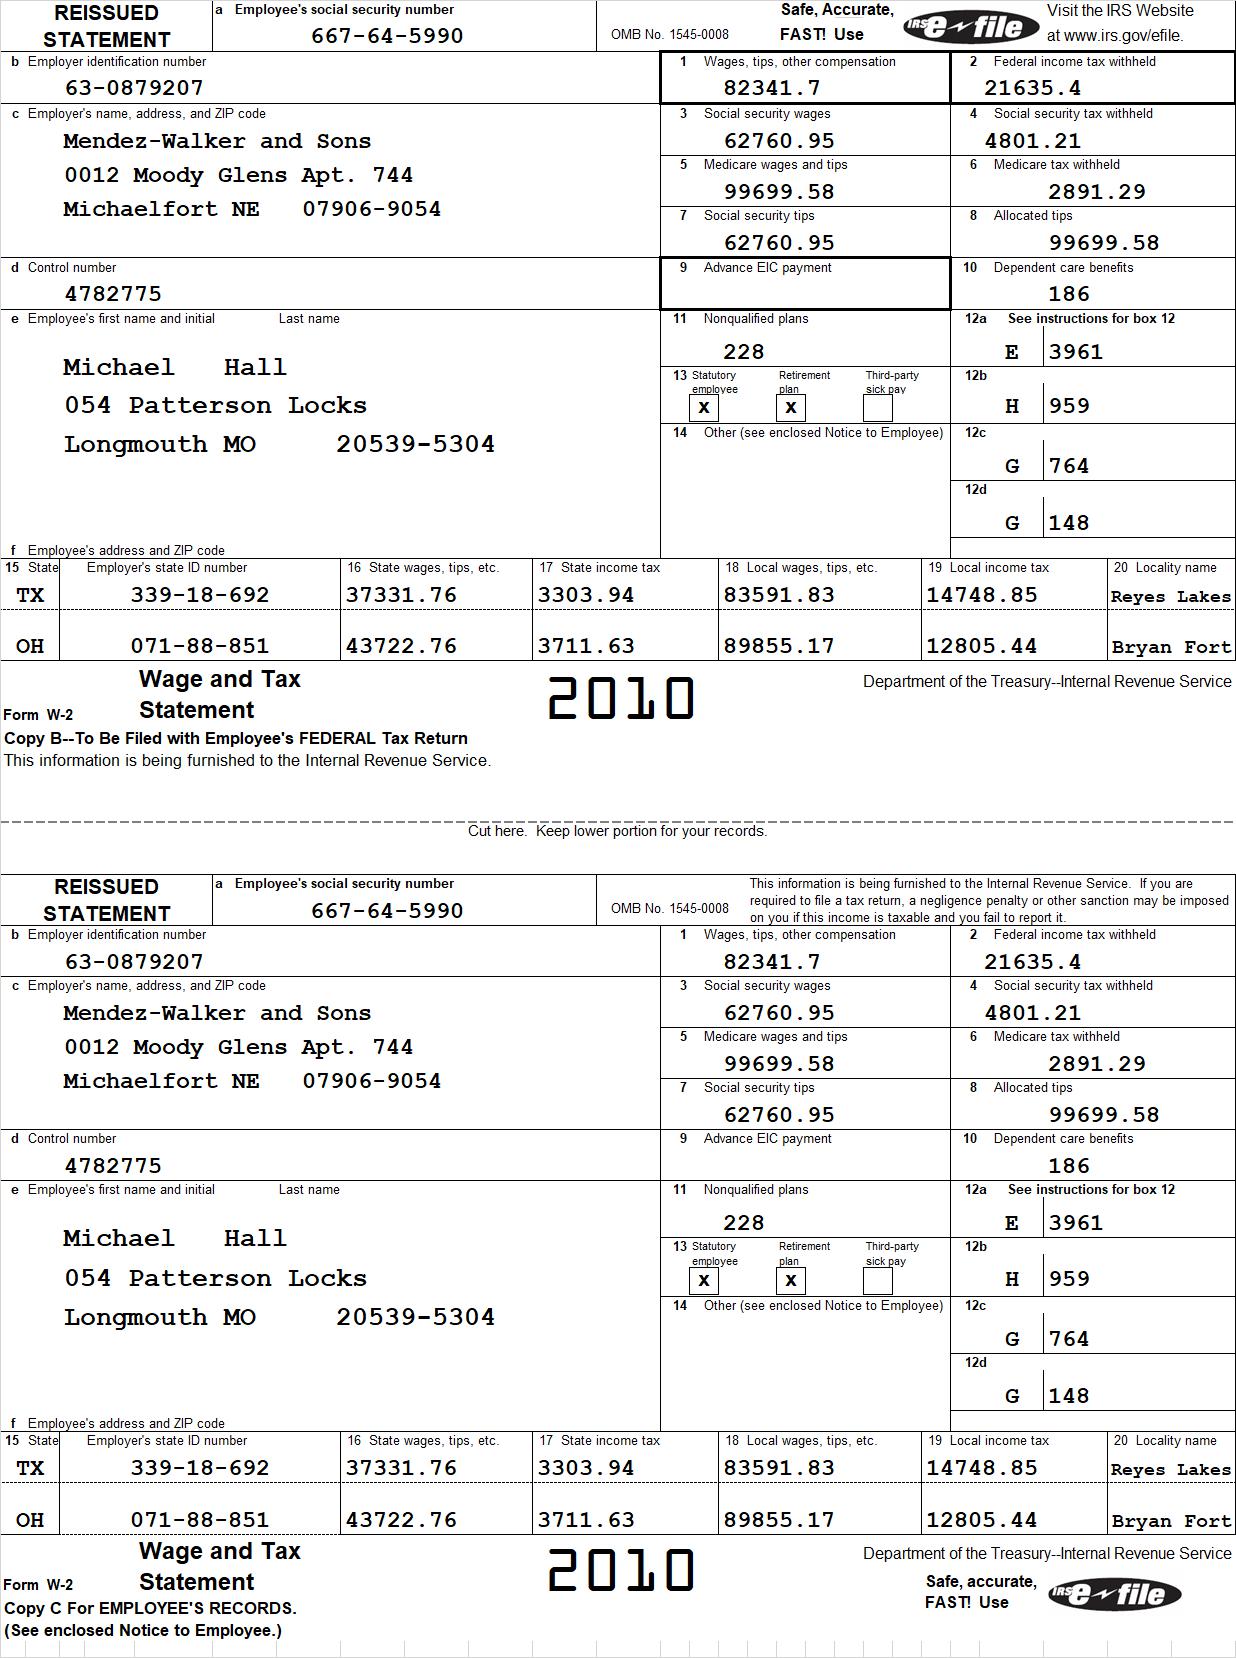 REISSUED STATEMENT
a Employee's social security number
667-64-5990
OMB No. 1545-0008
Safe, Accurate,
FAST! Use
IRS e-file
Visit the IRS Website
at www.irs.gov/efile.
b Employer identification number
63-0879207
1 Wages, tips, other compensation
82341.7
2 Federal income tax withheld
21635.4
c Employer's name, address, and ZIP code
Mendez-Walker and Sons
0012 Moody Glens Apt. 744
Michaelfort NE 07906-9054
3 Social security wages
62760.95
4 Social security tax withheld
4801.21
5 Medicare wages and tips
99699.58
6 Medicare tax withheld
2891.29
7 Social security tips
62760.95
8 Allocated tips
99699.58
d Control number
4782775
9 Advance EIC payment
10 Dependent care benefits
186
e Employee's first name and initial Last name
Michael Hall
054 Patterson Locks
Longmouth MO 20539-5304
f Employee's address and ZIP code
11 Nonqualified plans
228
12a See instructions for box 12
E 3961
13 Statutory employee Retirement plan Third-party sick pay
X X
12b
H 959
14 Other (see enclosed Notice to Employee)
12c
G 764
12d
G 148
15 State Employer's state ID number 16 State wages, tips, etc. 17 State income tax 18 Local wages, tips, etc. 19 Local income tax 20 Locality name
TX 339-18-692 37331.76 3303.94 83591.83 14748.85 Reyes Lakes
OH 071-88-851 43722.76 3711.63 89855.17 12805.44 Bryan Fort
Form W-2 Wage and Tax Statement
2010
Department of the Treasury--Internal Revenue Service
Copy B--To Be Filed with Employee's FEDERAL Tax Return
This information is being furnished to the Internal Revenue Service.
Cut here. Keep lower portion for your records.
REISSUED STATEMENT
a Employee's social security number
667-64-5990
OMB No. 1545-0008
This information is being furnished to the Internal Revenue Service. If you are
required to file a tax return, a negligence penalty or other sanction may be imposed
on you if this income is taxable and you fail to report it.
b Employer identification number
63-0879207
1 Wages, tips, other compensation
82341.7
2 Federal income tax withheld
21635.4
c Employer's name, address, and ZIP code
Mendez-Walker and Sons
0012 Moody Glens Apt. 744
Michaelfort NE 07906-9054
3 Social security wages
62760.95
4 Social security tax withheld
4801.21
5 Medicare wages and tips
99699.58
6 Medicare tax withheld
2891.29
7 Social security tips
62760.95
8 Allocated tips
99699.58
d Control number
4782775
9 Advance EIC payment
10 Dependent care benefits
186
e Employee's first name and initial Last name
Michael Hall
054 Patterson Locks
Longmouth MO 20539-5304
f Employee's address and ZIP code
11 Nonqualified plans
228
12a See instructions for box 12
E 3961
13 Statutory employee Retirement plan Third-party sick pay
X X
12b
H 959
14 Other (see enclosed Notice to Employee)
12c
G 764
12d
G 148
15 State Employer's state ID number 16 State wages, tips, etc. 17 State income tax 18 Local wages, tips, etc. 19 Local income tax 20 Locality name
TX 339-18-692 37331.76 3303.94 83591.83 14748.85 Reyes Lakes
OH 071-88-851 43722.76 3711.63 89855.17 12805.44 Bryan Fort
Form W-2 Wage and Tax Statement
2010
Department of the Treasury--Internal Revenue Service
Safe, accurate,
FAST! Use
IRS e-file
Copy C For EMPLOYEE'S RECORDS.
(See enclosed Notice to Employee.)